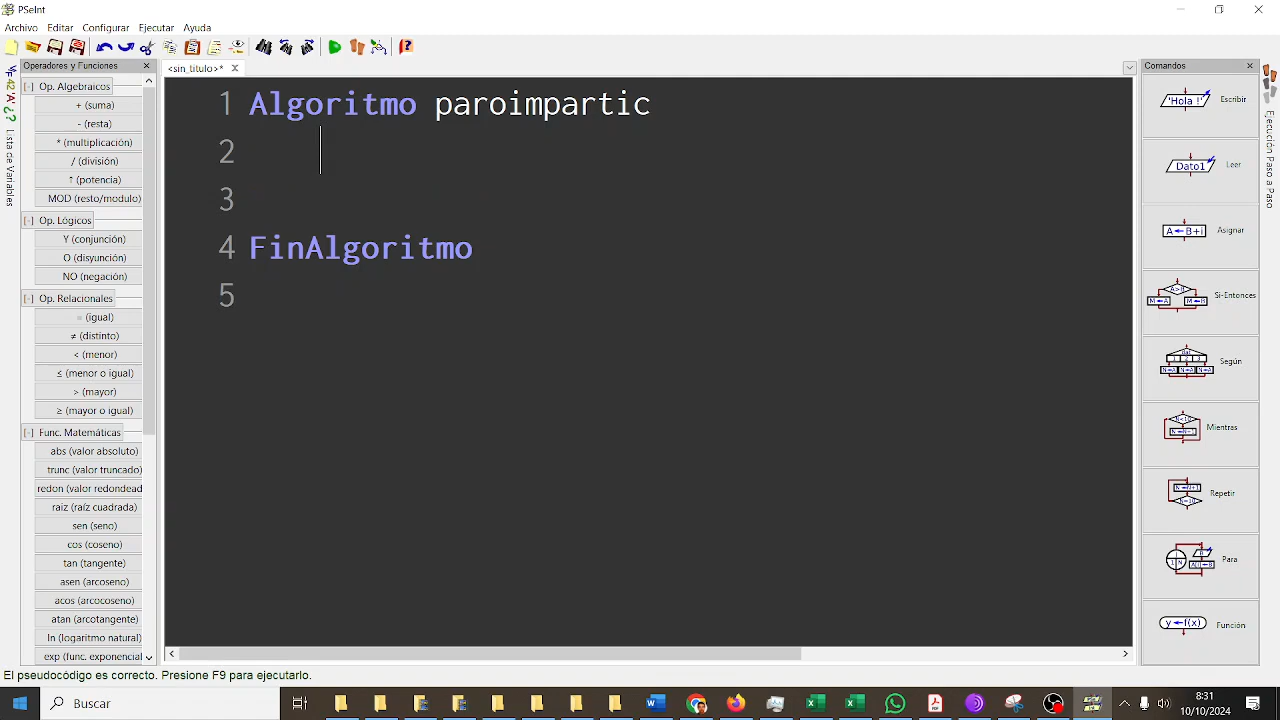 PSeInt
Archivo Editar Configurar Ejecutar Ayuda
Operadores y Funciones
<sin_titulo>*
Comandos
Lista de Variables
Op. Algebraicos
+ (suma)
- (resta)
* (multiplicación)
/ (división)
↑ (potencia)
MOD (resto/modulo)
Op. Lógicos
Y (conjunción)
O (disjunción)
NO (negación)
Op. Relacionales
= (igual)
≠ (distinto)
< (menor)
≤ (menor o igual)
> (mayor)
≥ (mayor o igual)
Func. Matemáticas
abs (valor absoluto)
trunc (valor truncado)
redon (valor redondead
raiz (raíz cuadrada)
sen (seno)
cos (coseno)
tan (tangente)
asen (arcoseno)
acos (arcocoseno)
atan (arcotangente)
ln (logaritmo natural)
exp (func. exponencial
1 Algoritmo paroimpartic
2
3
4 FinAlgoritmo
5
'Hola !' Escribir
Dato1 Leer
A←B+i Asignar
Si-Entonces
Según
Mientras
Repetir
Para
y←f(x) Función
Ejecución Paso a Paso
El pseudocódigo es correcto. Presione F9 para ejecutarlo.
Buscar
8:31
10/10/2024